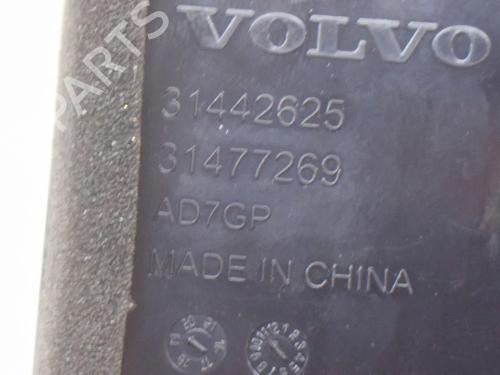 VOLVO
31442625
31477269
AD7GP
MADE IN CHINA
PARTS